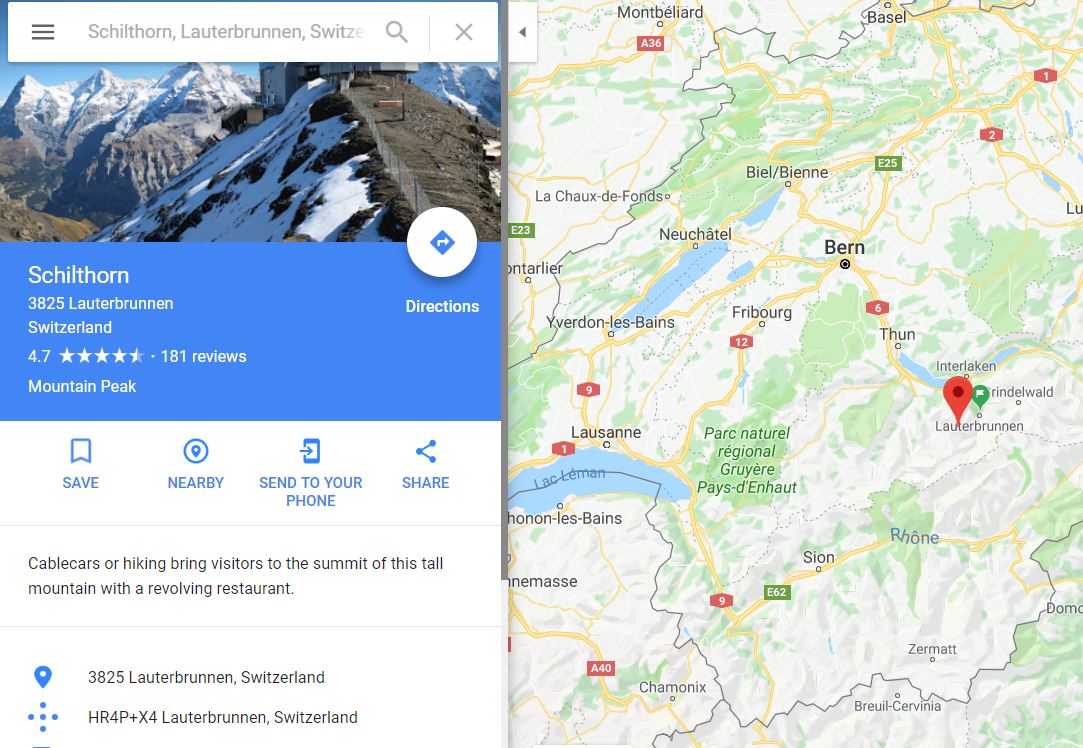 Schilthorn, Lauterbrunnen, Switze
Schilthorn
3825 Lauterbrunnen
Switzerland
Directions
4.7 ★★★★★ · 181 reviews
Mountain Peak
SAVE
NEARBY
SEND TO YOUR
PHONE
SHARE
Cablecars or hiking bring visitors to the summit of this tall
mountain with a revolving restaurant.
3825 Lauterbrunnen, Switzerland
HR4P+X4 Lauterbrunnen, Switzerland
Montbéliard
Basel
A36
1
2
E25
Biel/Bienne
La Chaux-de-Fonds
Lu
E23
Neuchâtel
Bern
ontarlier
6
Yverdon-les-Bains
Fribourg
12
Thun
Interlaken
9
rindelwald
Lauterbrunnen
Lausanne
1
Parc naturel
régional
Gruyère
Pays-d'Enhaut
Lac Léman
honon-les-Bains
Rhône
Sion
nnemasse
E62
9
Domo
Zermatt
A40
Chamonix
Breuil-Cervinia